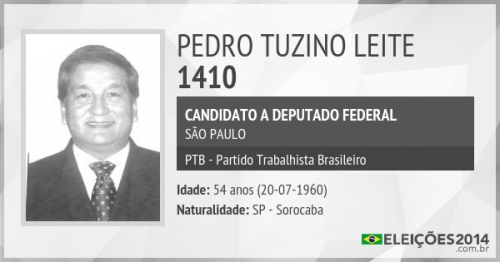 PEDRO TUZINO LEITE
1410
CANDIDATO A DEPUTADO FEDERAL
SÃO PAULO
PTB - Partido Trabalhista Brasileiro
Idade: 54 anos (20-07-1960)
Naturalidade: SP - Sorocaba
ELEIÇÕES2014
.com.br